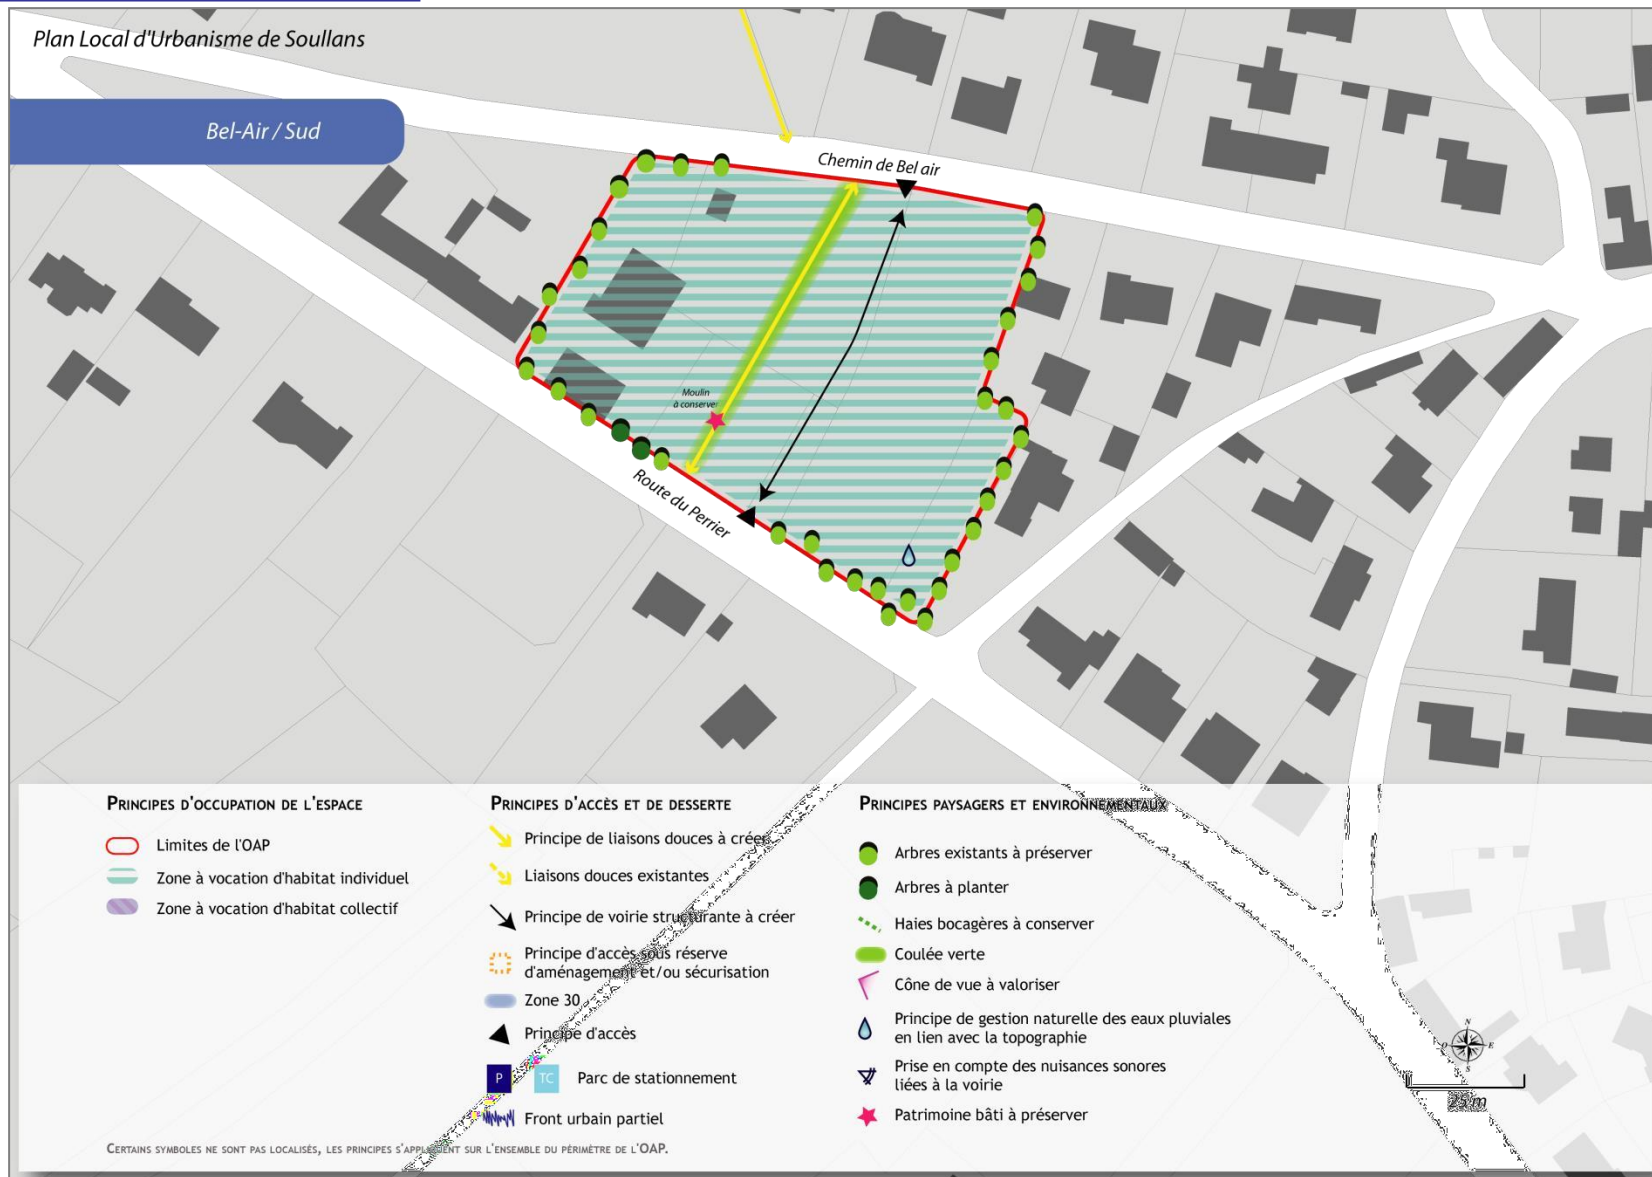 Plan Local d'Urbanisme de Soullans
Bel-Air / Sud
Chemin de Bel air
Moulin
à conserver
Route du Perrier
PRINCIPES D'OCCUPATION DE L'ESPACE
Limites de l'OAP
Zone à vocation d'habitat individuel
Zone à vocation d'habitat collectif
PRINCIPES D'ACCÈS ET DE DESSERTE
Principe de liaisons douces à créer
Liaisons douces existantes
Principe de voirie structurante à créer
Principe d'accès sous réserve
d'aménagement et/ou sécurisation
Zone 30
Principe d'accès
P
TC
Parc de stationnement
Front urbain partiel
PRINCIPES PAYSAGERS ET ENVIRONNEMENTAUX
Arbres existants à préserver
Arbres à planter
Haies bocagères à conserver
Coulée verte
Cône de vue à valoriser
Principe de gestion naturelle des eaux pluviales
en lien avec la topographie
Prise en compte des nuisances sonores
liées à la voirie
Patrimoine bâti à préserver
N
O
E
S
25 m
CERTAINS SYMBOLES NE SONT PAS LOCALISÉS, LES PRINCIPES S'APPLIQUENT SUR L'ENSEMBLE DU PÉRIMÈTRE DE L'OAP.